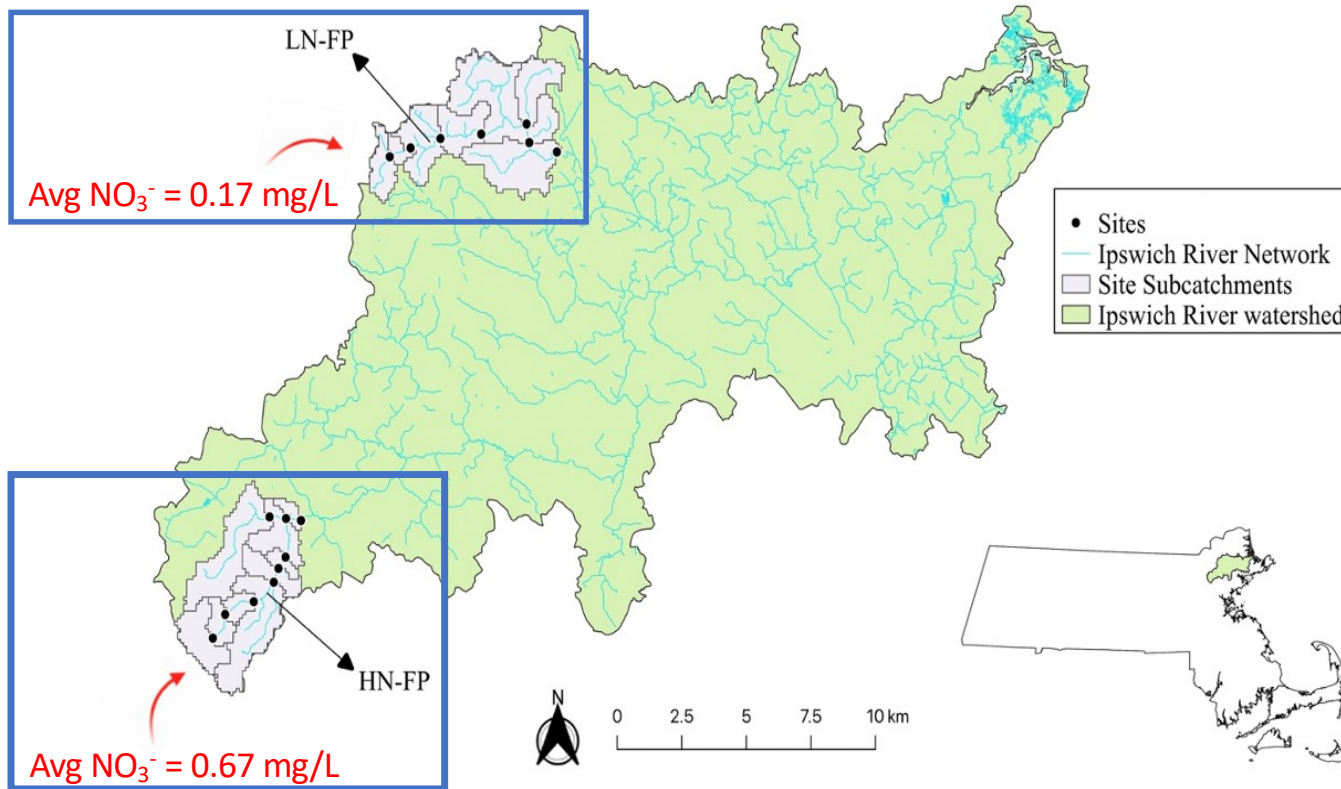 LN-FP
Avg NO₃⁻ = 0.17 mg/L
Sites
Ipswich River Network
Site Subcatchments
Ipswich River watershed
HN-FP
Avg NO₃⁻ = 0.67 mg/L
N
0 2.5 5 7.5 10 km